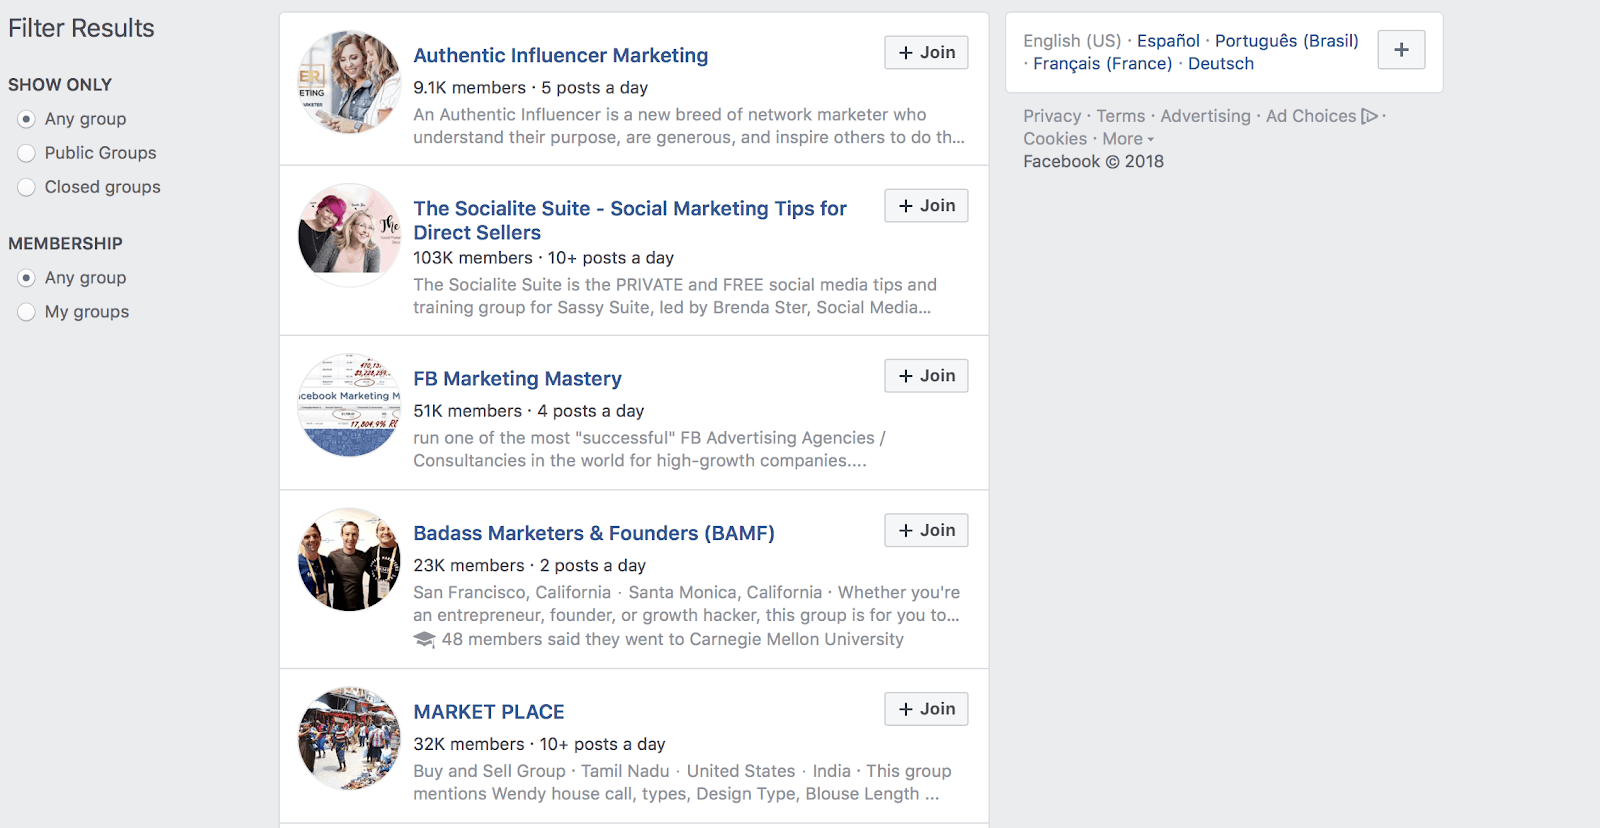 Filter Results
SHOW ONLY
Any group
Public Groups
Closed groups
MEMBERSHIP
Any group
My groups
ER
ETING
Authentic Influencer Marketing
+ Join
9.1K members · 5 posts a day
An Authentic Influencer is a new breed of network marketer who
understand their purpose, are generous, and inspire others to do th...
The
The Socialite Suite - Social Marketing Tips for
Direct Sellers
+ Join
103K members · 10+ posts a day
The Socialite Suite is the PRIVATE and FREE social media tips and
training group for Sassy Suite, led by Brenda Ster, Social Media...
cebook Marketing M
17,804.9%
FB Marketing Mastery
+ Join
51K members · 4 posts a day
run one of the most "successful" FB Advertising Agencies /
Consultancies in the world for high-growth companies....
Badass Marketers & Founders (BAMF)
+ Join
23K members · 2 posts a day
San Francisco, California · Santa Monica, California · Whether you're
an entrepreneur, founder, or growth hacker, this group is for you to...
48 members said they went to Carnegie Mellon University
MARKET PLACE
+ Join
32K members · 10+ posts a day
Buy and Sell Group · Tamil Nadu · United States · India · This group
mentions Wendy house call, types, Design Type, Blouse Length ...
English (US) · Español · Português (Brasil)
· Français (France) · Deutsch
+
Privacy · Terms · Advertising · Ad Choices ·
Cookies · More
Facebook © 2018